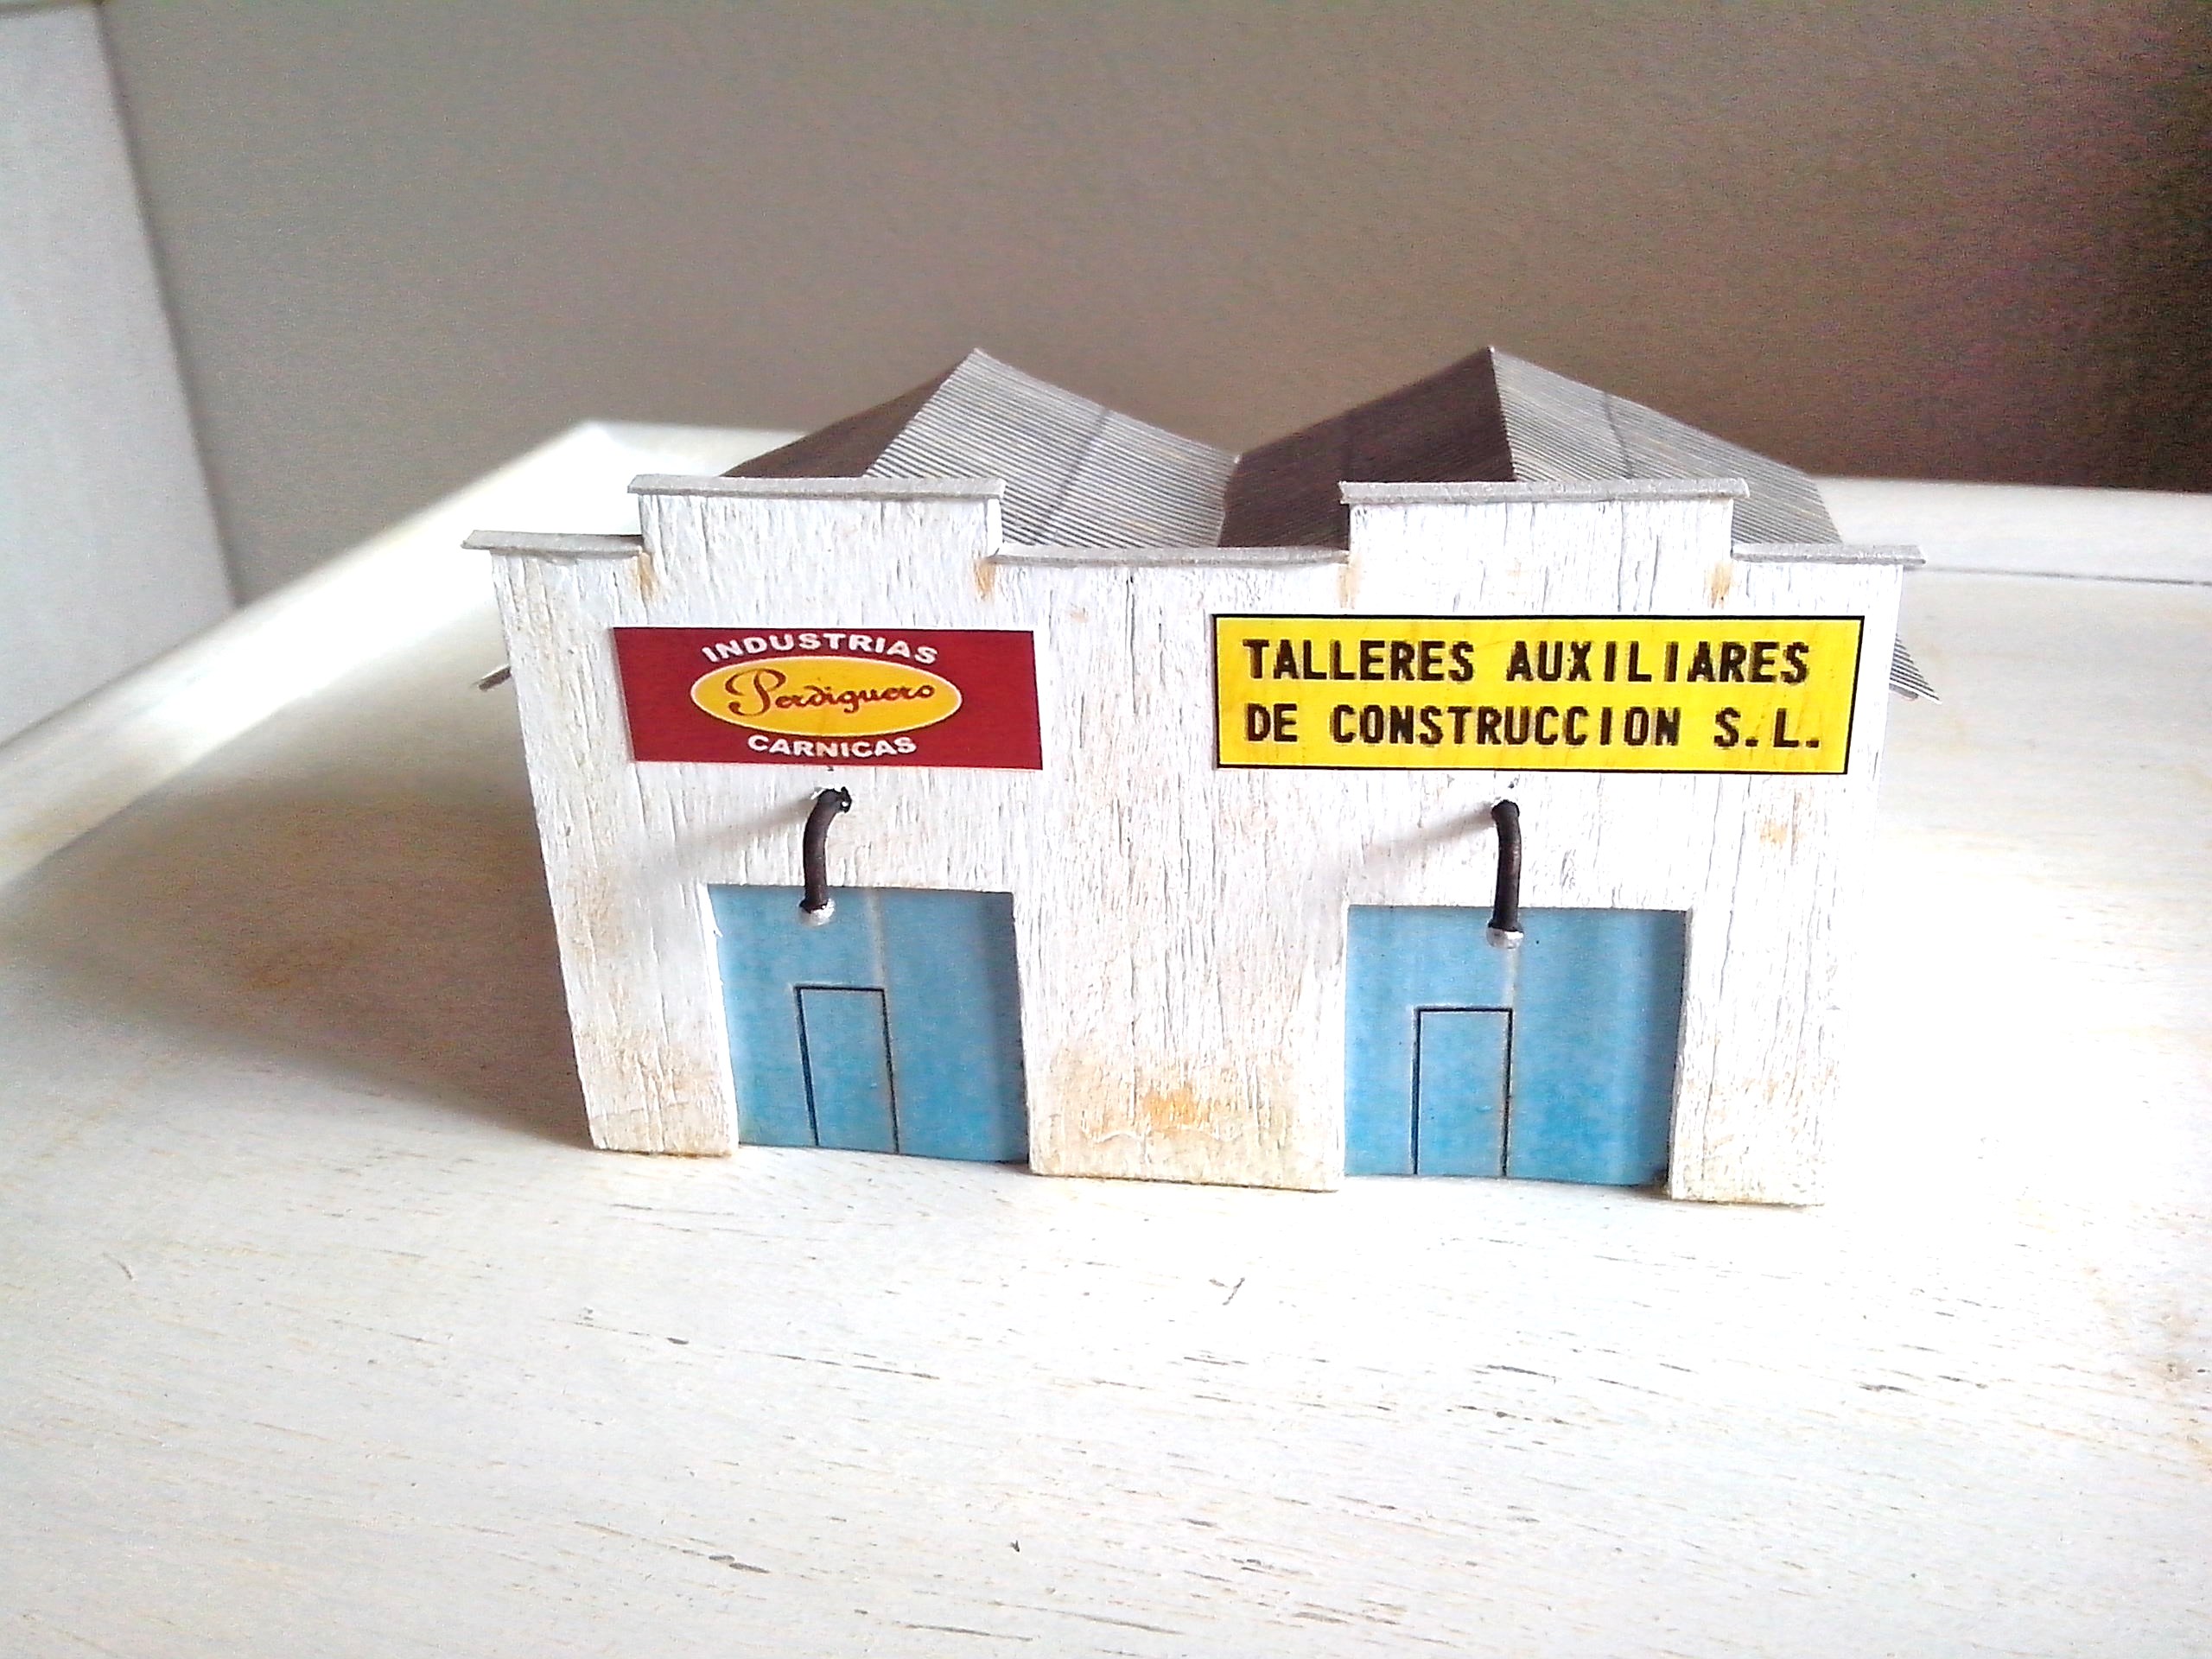 INDUSTRIAS
Perdiguero
CARNICAS
TALLERES AUXILIARES
DE CONSTRUCCION S.L.